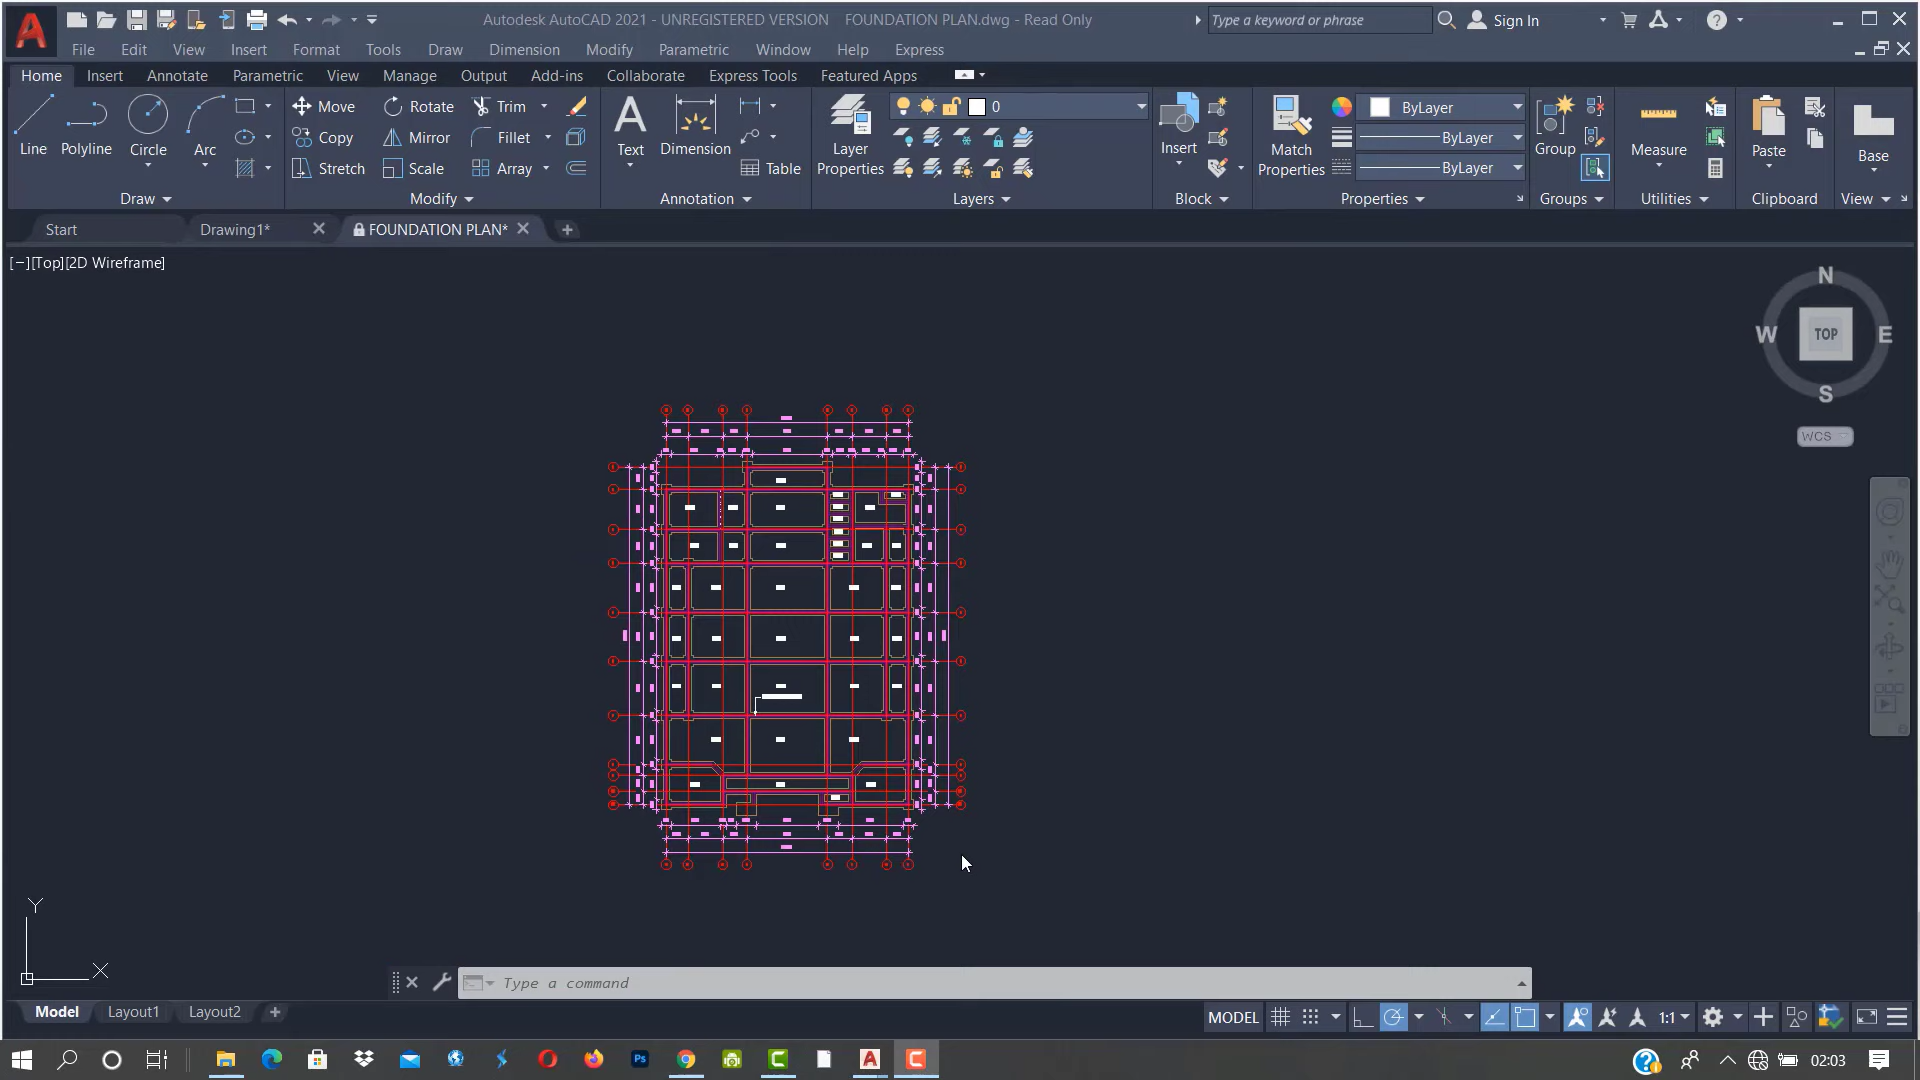 Autodesk AutoCAD 2021 - UNREGISTERED VERSION FOUNDATION PLAN.dwg - Read Only
Type a keyword or phrase
Sign In
File Edit View Insert Format Tools Draw Dimension Modify Parametric Window Help Express
Home Insert Annotate Parametric View Manage Output Add-ins Collaborate Express Tools Featured Apps
Line Polyline Circle Arc
Move Rotate Trim
Copy Mirror Fillet
Stretch Scale Array
Text Dimension Table
Layer Properties
0
Insert
Match Properties
ByLayer
ByLayer
ByLayer
Group
Measure
Paste
Base
Draw Modify Annotation Layers Block Properties Groups Utilities Clipboard View
Start Drawing1* FOUNDATION PLAN*
[−][Top][2D Wireframe]
N
W TOP E
S
WCS
Y
X
Type a command
Model Layout1 Layout2
MODEL 1:1
Ps
02:03